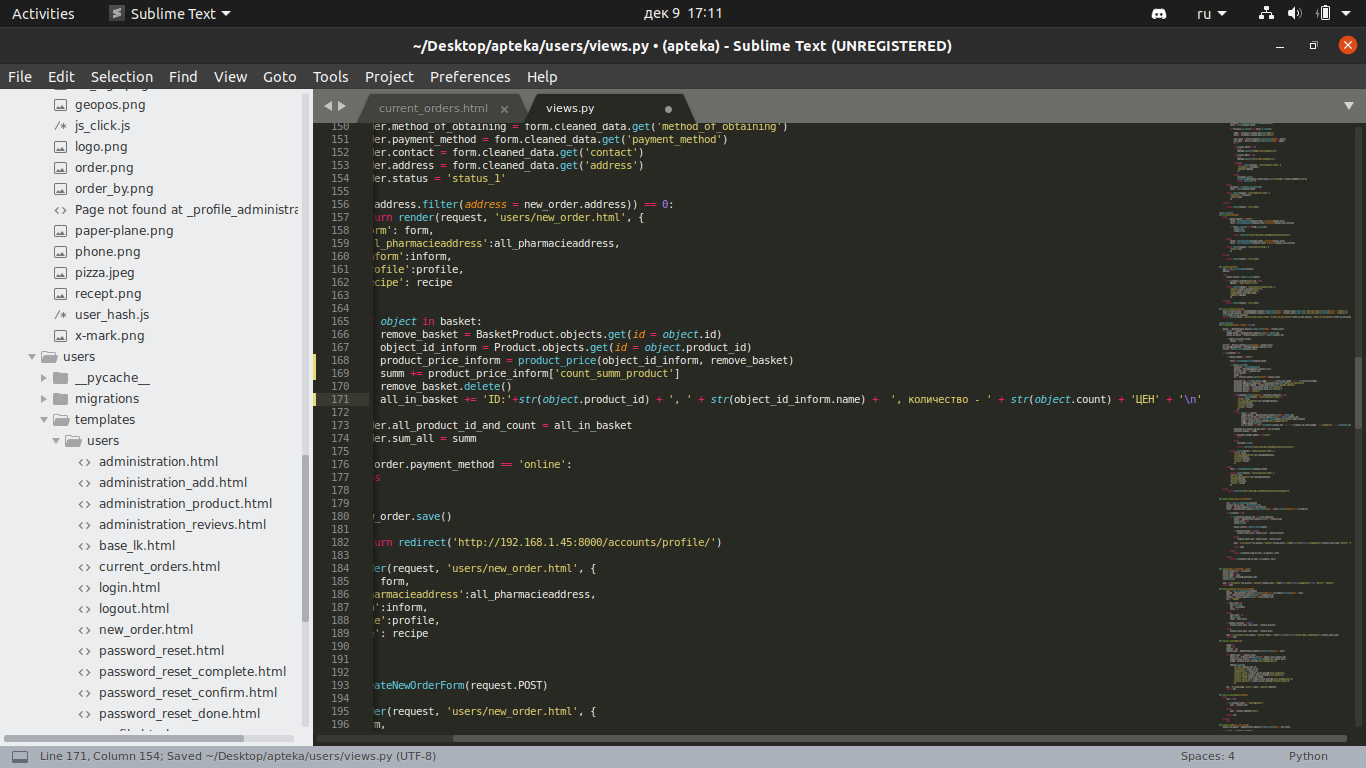 Activities
Sublime Text
дек 9 17:11
ru
~/Desktop/apteka/users/views.py • (apteka) - Sublime Text (UNREGISTERED)
File Edit Selection Find View Goto Tools Project Preferences Help
geopos.png
js_click.js
logo.png
order.png
order_by.png
Page not found at _profile_administra
paper-plane.png
phone.png
pizza.jpeg
recept.png
user_hash.js
x-mark.png
users
__pycache__
migrations
templates
users
administration.html
administration_add.html
administration_product.html
administration_revievs.html
base_lk.html
current_orders.html
login.html
logout.html
new_order.html
password_reset.html
password_reset_complete.html
password_reset_confirm.html
password_reset_done.html
current_orders.html
views.py
150 der.method_of_obtaining = form.cleaned_data.get('method_of_obtaining')
151 der.payment_method = form.cleaned_data.get('payment_method')
152 der.contact = form.cleaned_data.get('contact')
153 der.address = form.cleaned_data.get('address')
154 der.status = 'status_1'
155
156 address.filter(address = new_order.address)) == 0:
157 urn render(request, 'users/new_order.html', {
158 rm': form,
159 ll_pharmacieaddress':all_pharmacieaddress,
160 nform':inform,
161 rofile':profile,
162 ecipe': recipe
163
164
165 object in basket:
166 remove_basket = BasketProduct.objects.get(id = object.id)
167 object_id_inform = Product.objects.get(id = object.product_id)
168 product_price_inform = product_price(object_id_inform, remove_basket)
169 summ += product_price_inform['count_summ_product']
170 remove_basket.delete()
171 all_in_basket += 'ID:'+str(object.product_id) + ', ' + str(object_id_inform.name) +  ', количество - ' + str(object.count) + 'ЦЕН' + '\n'
172
173 der.all_product_id_and_count = all_in_basket
174 der.sum_all = summ
175
176 order.payment_method == 'online':
177 s
178
179
180 w_order.save()
181
182 urn redirect('http://192.168.1.45:8000/accounts/profile/')
183
184 der(request, 'users/new_order.html', {
185 form,
186 harmacieaddress':all_pharmacieaddress,
187 m':inform,
188 le':profile,
189 e': recipe
190
191
192
193 eateNewOrderForm(request.POST)
194
195 der(request, 'users/new_order.html', {
196 rm,
Line 171, Column 154; Saved ~/Desktop/apteka/users/views.py (UTF-8)
Spaces: 4
Python